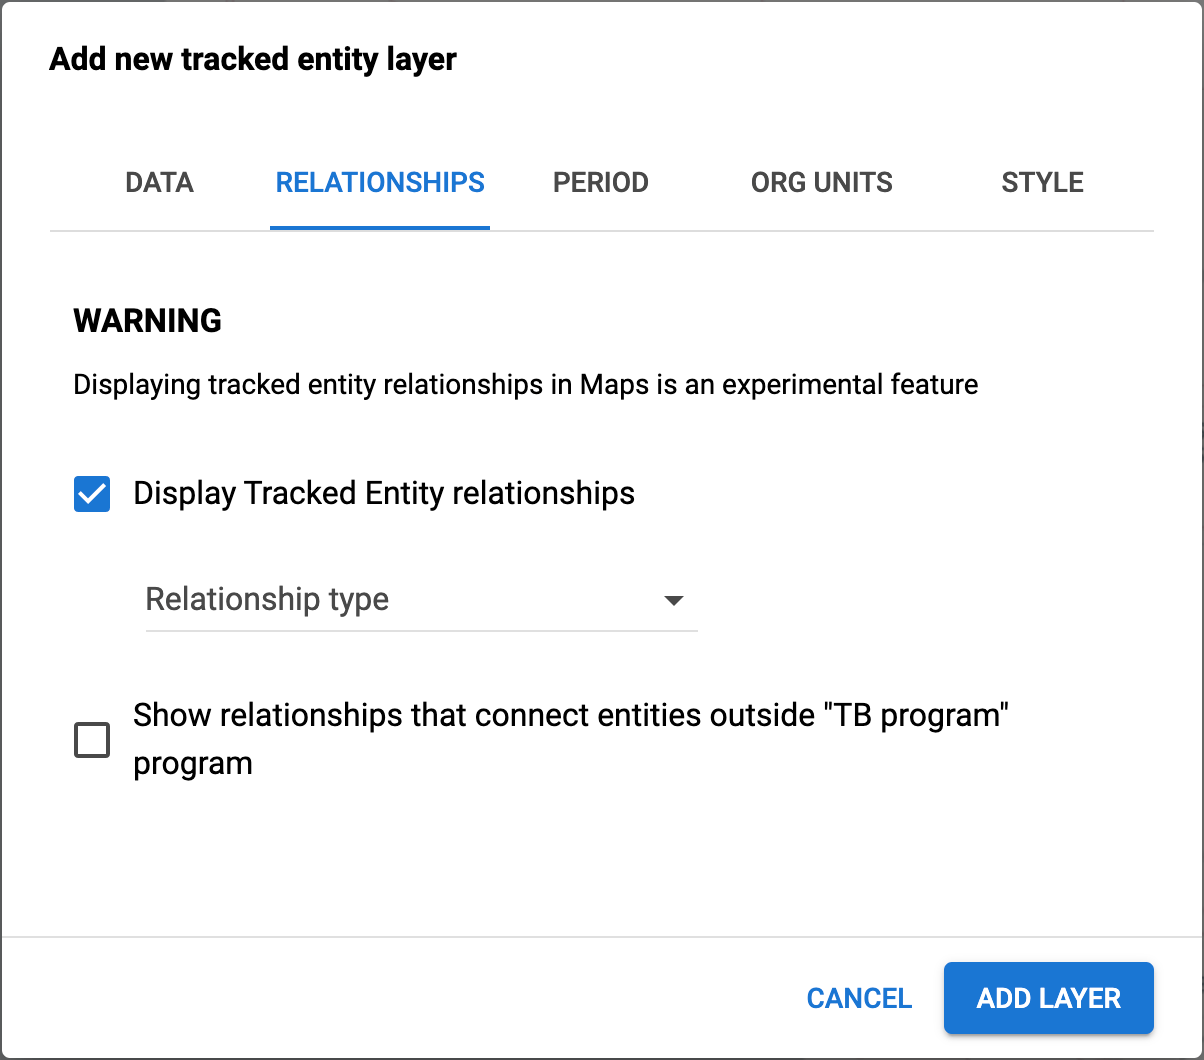 Add new tracked entity layer
DATA RELATIONSHIPS PERIOD ORG UNITS STYLE
WARNING
Displaying tracked entity relationships in Maps is an experimental feature
Display Tracked Entity relationships
Relationship type
Show relationships that connect entities outside "TB program"
program
CANCEL ADD LAYER